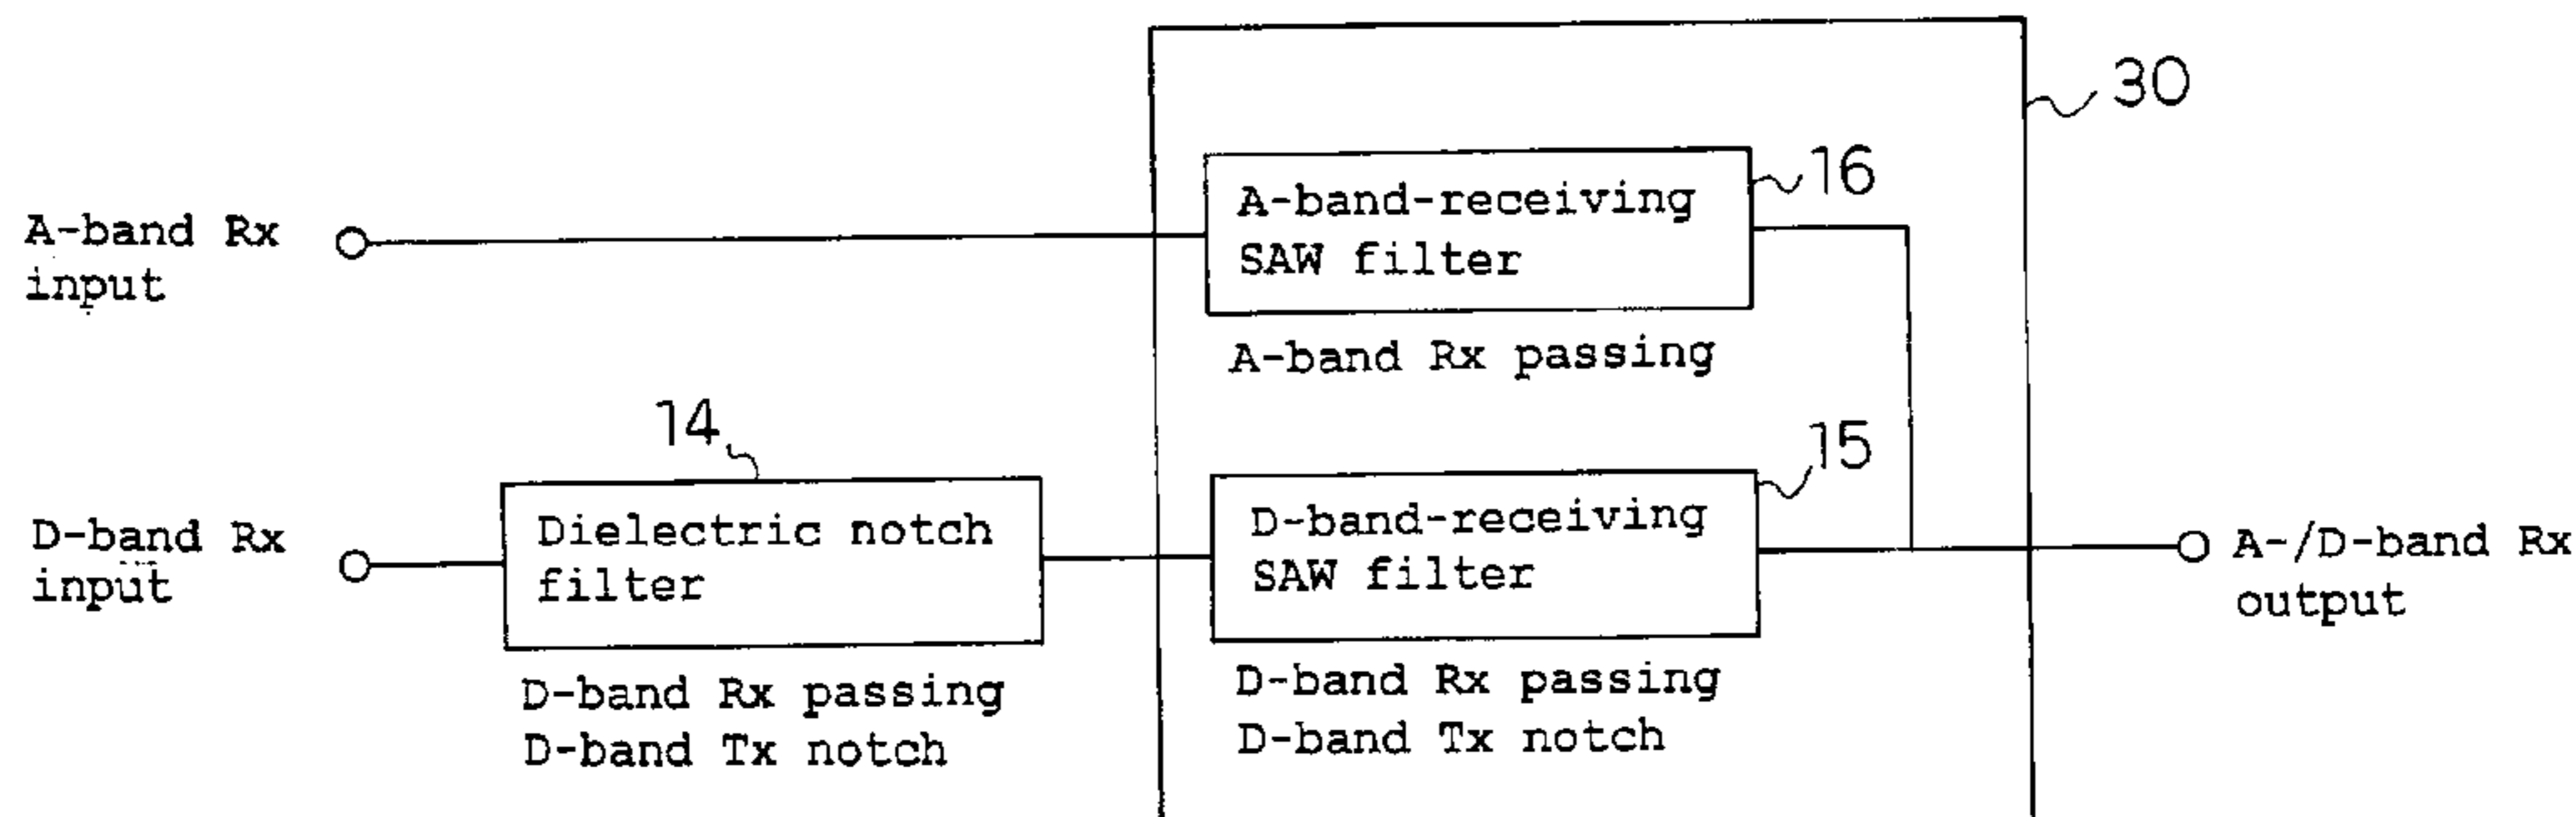 30
16
A-band-receiving
SAW filter
A-band Rx
input
A-band Rx passing
14
15
Dielectric notch
filter
D-band-receiving
SAW filter
D-band Rx
input
A-/D-band Rx
output
D-band Rx passing
D-band Tx notch
D-band Rx passing
D-band Tx notch